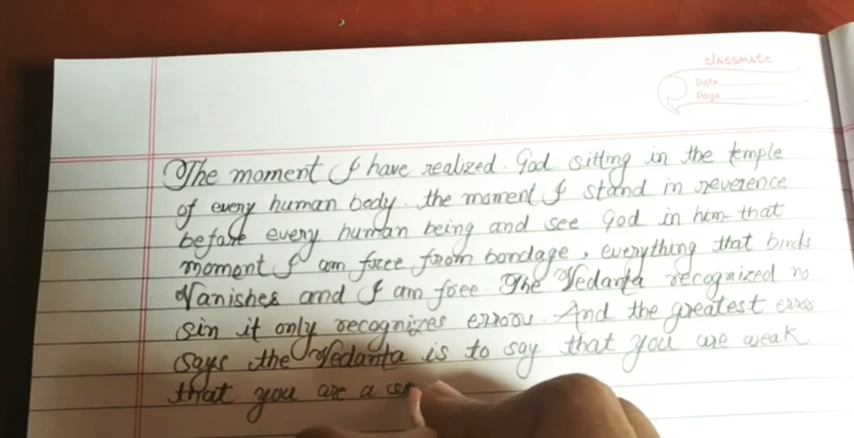 classmate
Date
Page
The moment I have realized. God sitting in the temple
of every human body. the moment I stand in reverence
before every human being and see God in him that
moment I am free from bondage, everything that binds
Vanishes and I am free. The Vedanta recognized no
sin it only recognizes error. And the greatest error
says the Vedanta is to say that you are weak
that you are a